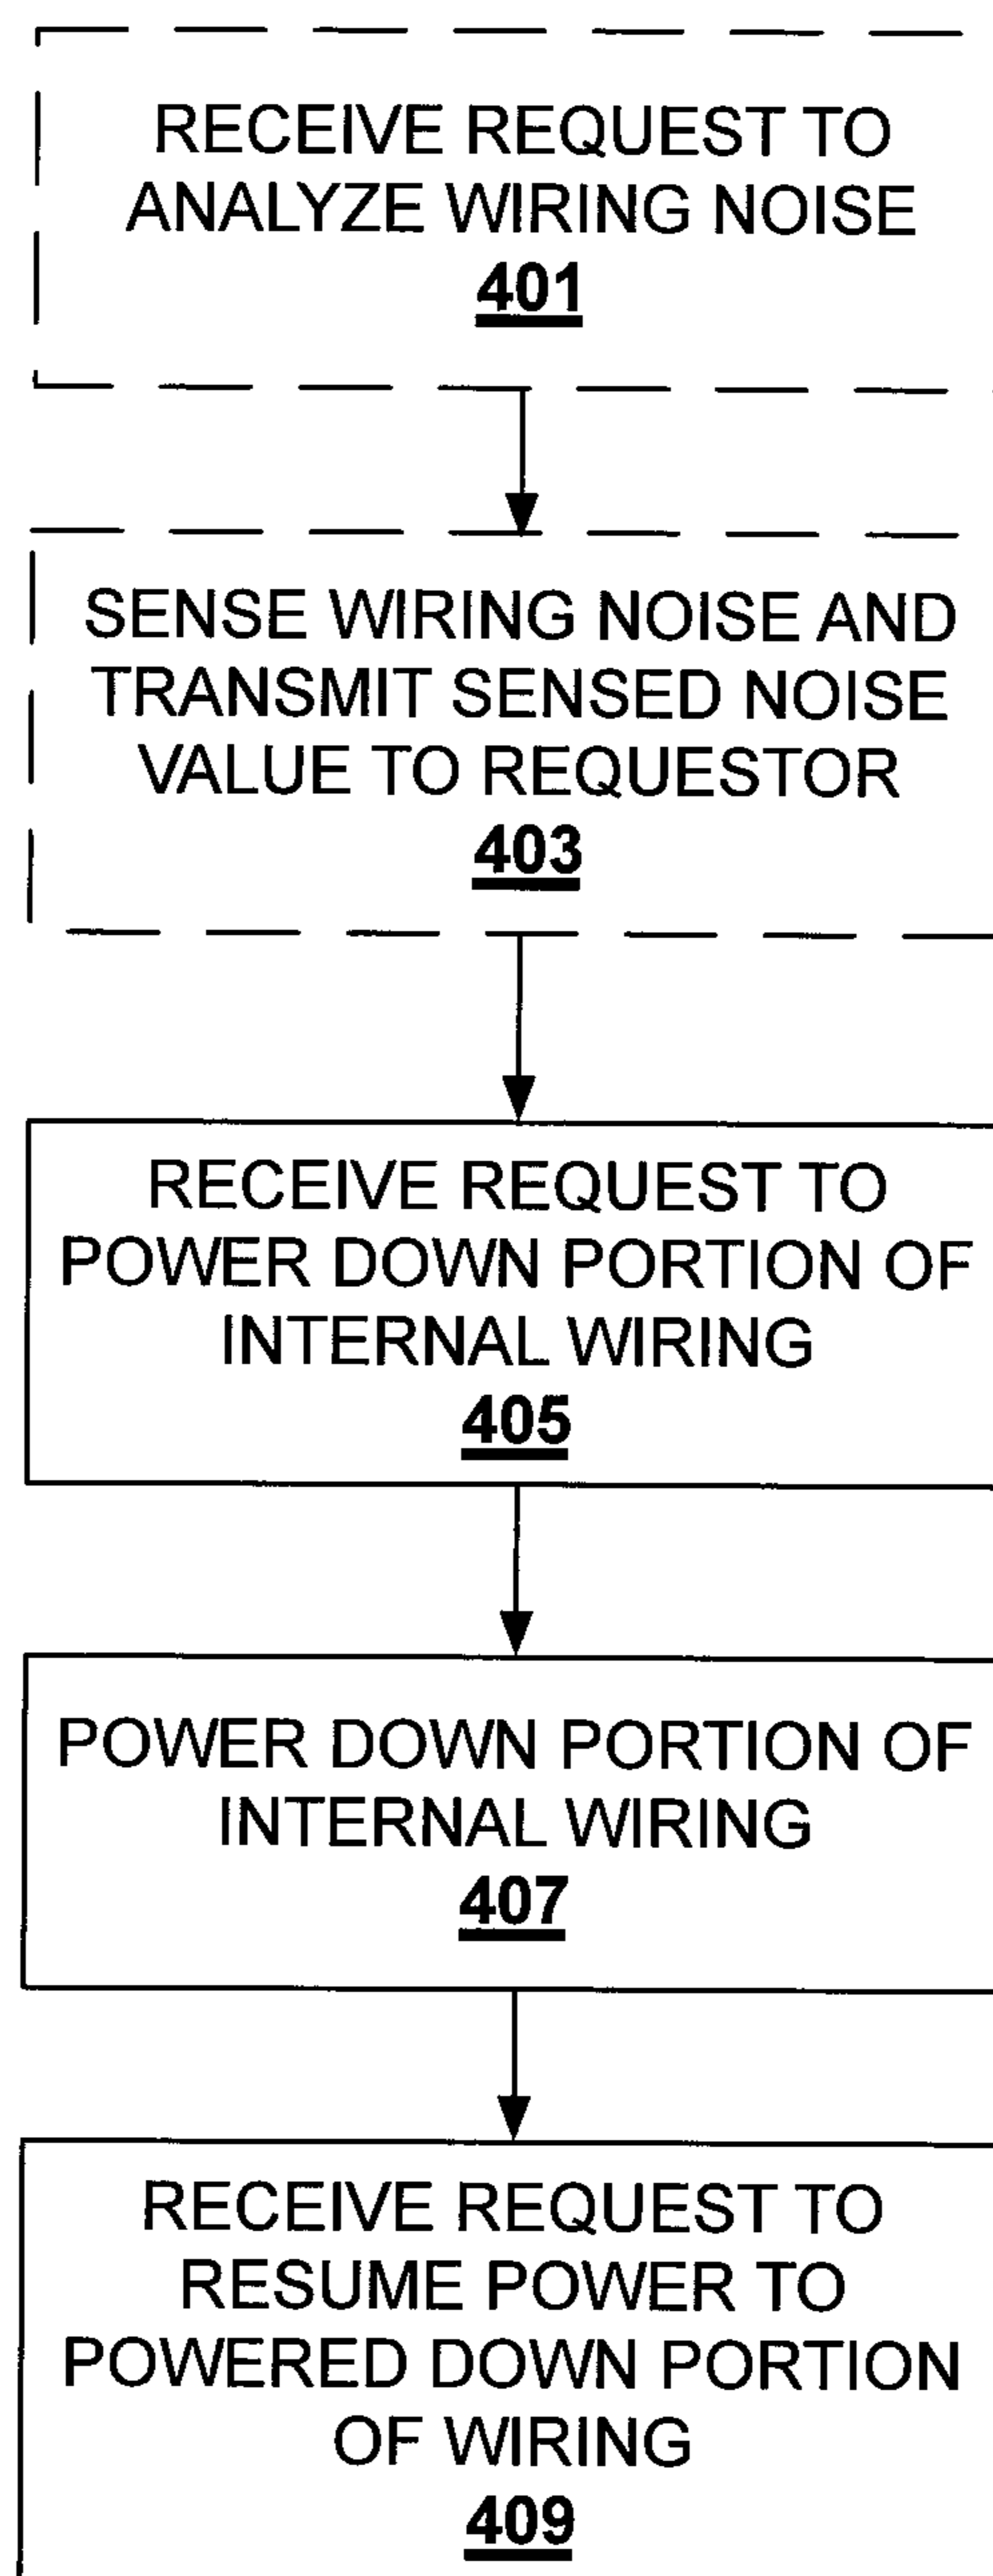 RECEIVE REQUEST TO
ANALYZE WIRING NOISE
401
SENSE WIRING NOISE AND
TRANSMIT SENSED NOISE
VALUE TO REQUESTOR
403
RECEIVE REQUEST TO
POWER DOWN PORTION OF
INTERNAL WIRING
405
POWER DOWN PORTION OF
INTERNAL WIRING
407
RECEIVE REQUEST TO
RESUME POWER TO
POWERED DOWN PORTION
OF WIRING
409